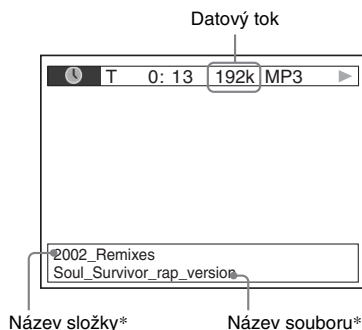 Datový tok
T 0: 13 192k MP3
2002_Remixes
Soul_Survivor_rap_version
Název složky* Název souboru*